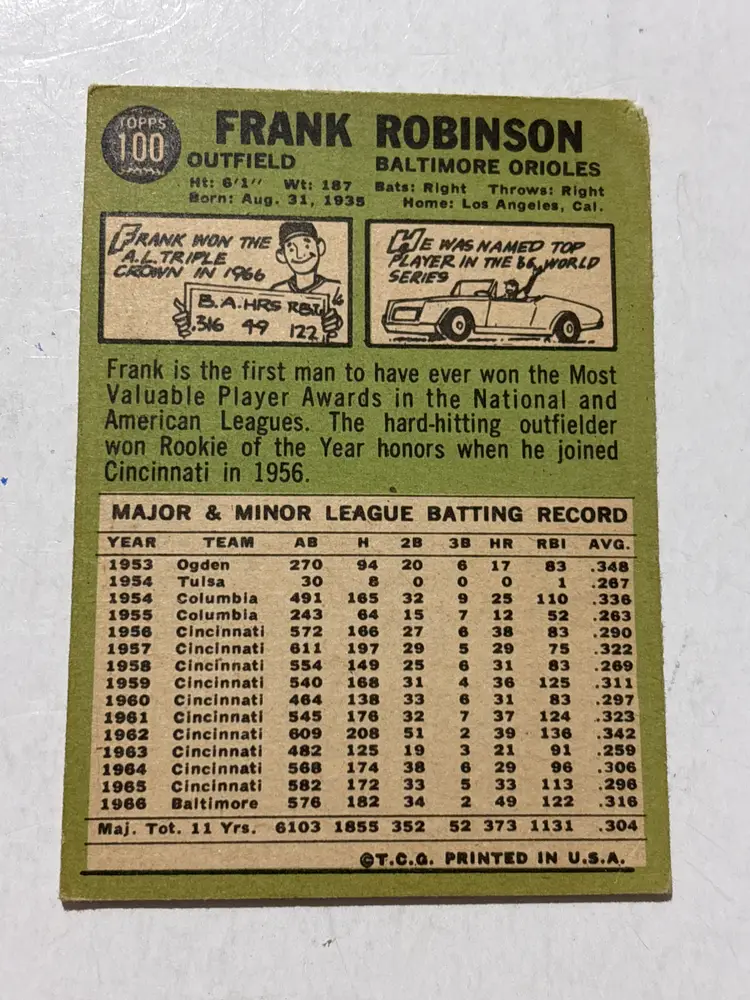 TOPPS
100
FRANK ROBINSON
OUTFIELD BALTIMORE ORIOLES
Ht: 6'1" Wt: 187 Bats: Right Throws: Right
Born: Aug. 31, 1935 Home: Los Angeles, Cal.
FRANK WON THE
A.L. TRIPLE
CROWN IN 1966
B.A. HRS RBI
.316 49 122
HE WAS NAMED TOP
PLAYER IN THE 66 WORLD
SERIES
Frank is the first man to have ever won the Most
Valuable Player Awards in the National and
American Leagues. The hard-hitting outfielder
won Rookie of the Year honors when he joined
Cincinnati in 1956.
MAJOR & MINOR LEAGUE BATTING RECORD
YEAR TEAM AB H 2B 3B HR RBI AVG.
1953 Ogden 270 94 20 6 17 83 .348
1954 Tulsa 30 8 0 0 0 1 .267
1954 Columbia 491 165 32 9 25 110 .336
1955 Columbia 243 64 15 7 12 52 .263
1956 Cincinnati 572 166 27 6 38 83 .290
1957 Cincinnati 611 197 29 5 29 75 .322
1958 Cincinnati 554 149 25 6 31 83 .269
1959 Cincinnati 540 168 31 4 36 125 .311
1960 Cincinnati 464 138 33 6 31 83 .297
1961 Cincinnati 545 176 32 7 37 124 .323
1962 Cincinnati 609 208 51 2 39 136 .342
1963 Cincinnati 482 125 19 3 21 91 .259
1964 Cincinnati 568 174 38 6 29 96 .306
1965 Cincinnati 582 172 33 5 33 113 .296
1966 Baltimore 576 182 34 2 49 122 .316
Maj. Tot. 11 Yrs. 6103 1855 352 52 373 1131 .304
©T.C.G. PRINTED IN U.S.A.